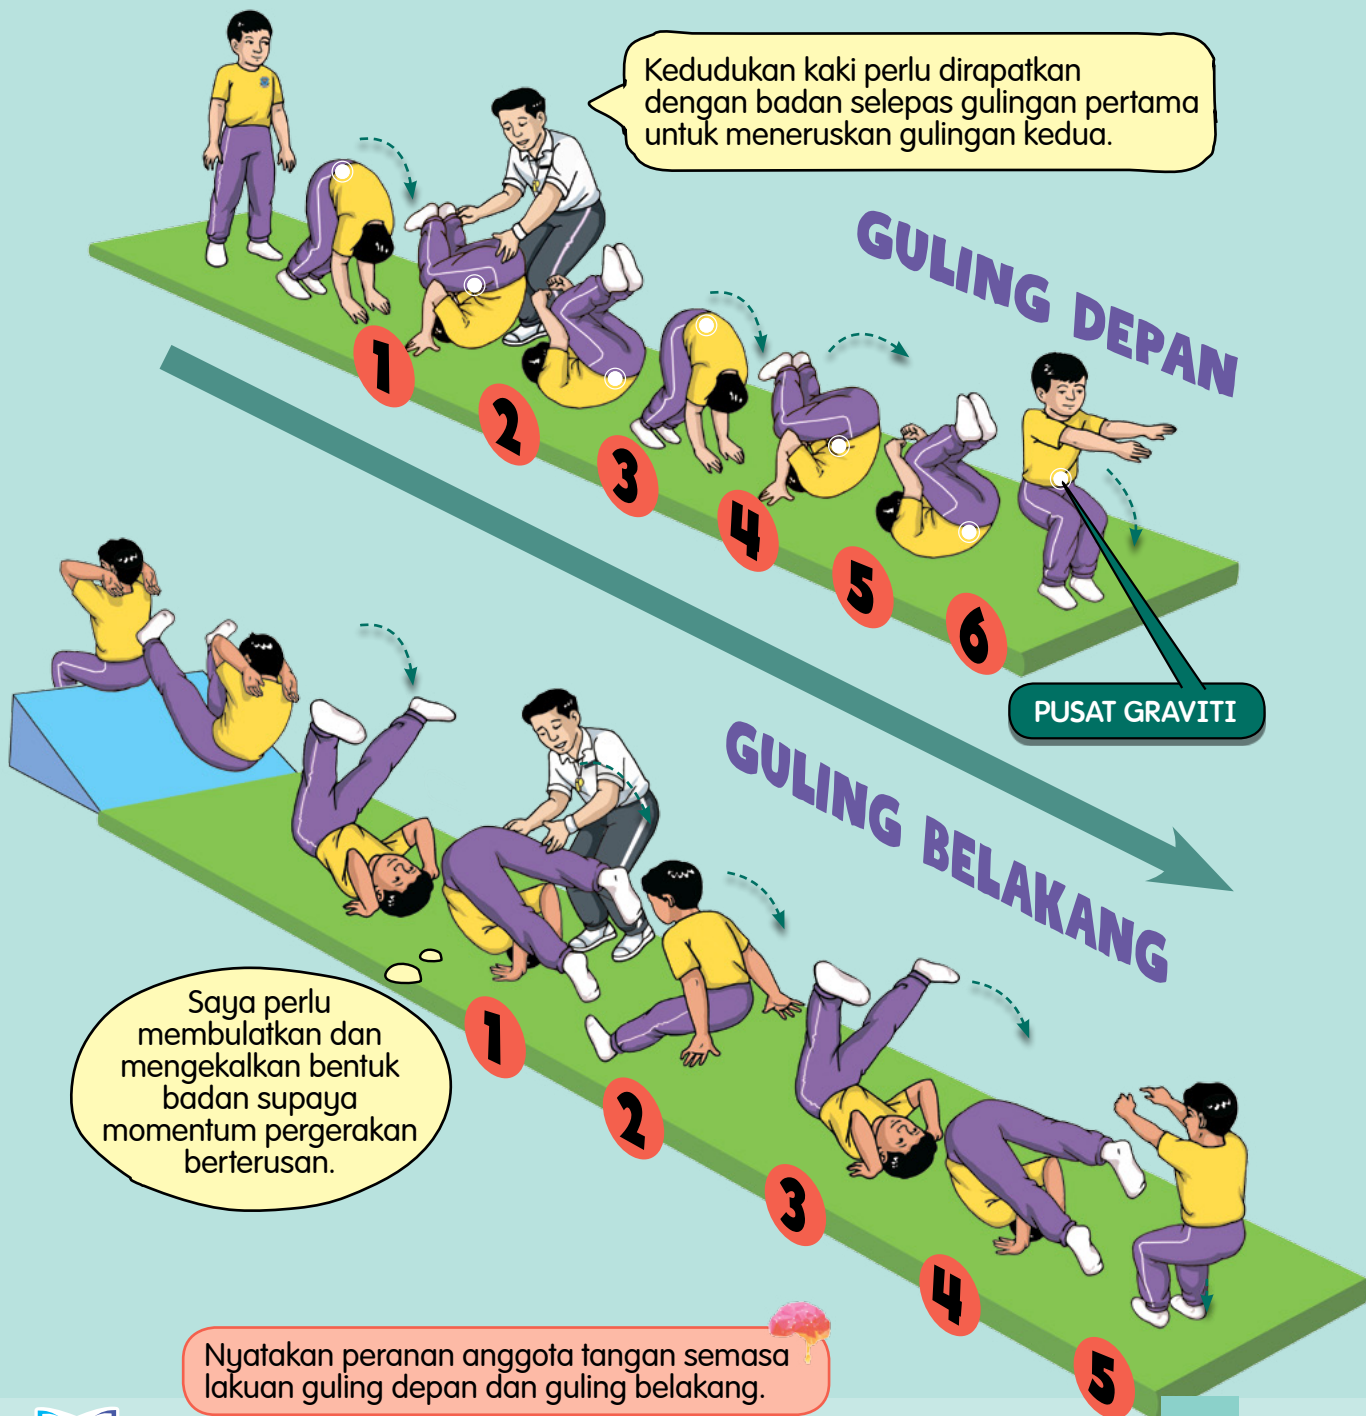 Kedudukan kaki perlu dirapatkan
dengan badan selepas gulingan pertama
untuk meneruskan gulingan kedua.
GULING DEPAN
1
2
3
4
5
6
PUSAT GRAVITI
GULING BELAKANG
Saya perlu
membulatkan dan
mengekalkan bentuk
badan supaya
momentum pergerakan
berterusan.
1
2
3
4
5
Nyatakan peranan anggota tangan semasa
lakuan guling depan dan guling belakang.